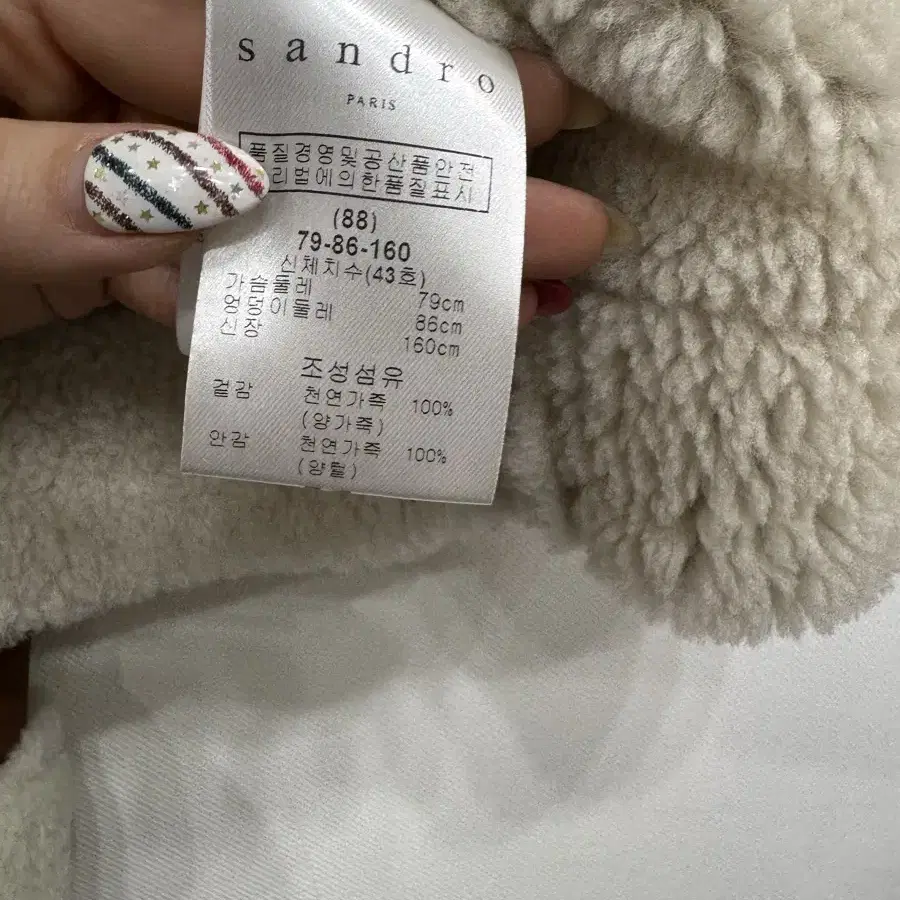 sandro
PARIS
품질경영및공산품안전
리법에의한품질표시
(88)
79-86-160
신체치수(43호)
가슴둘레 79cm
엉덩이둘레 86cm
신장 160cm
조성섬유
겉감 천연가죽 100%
(양가죽)
안감 천연가죽 100%
(양털)